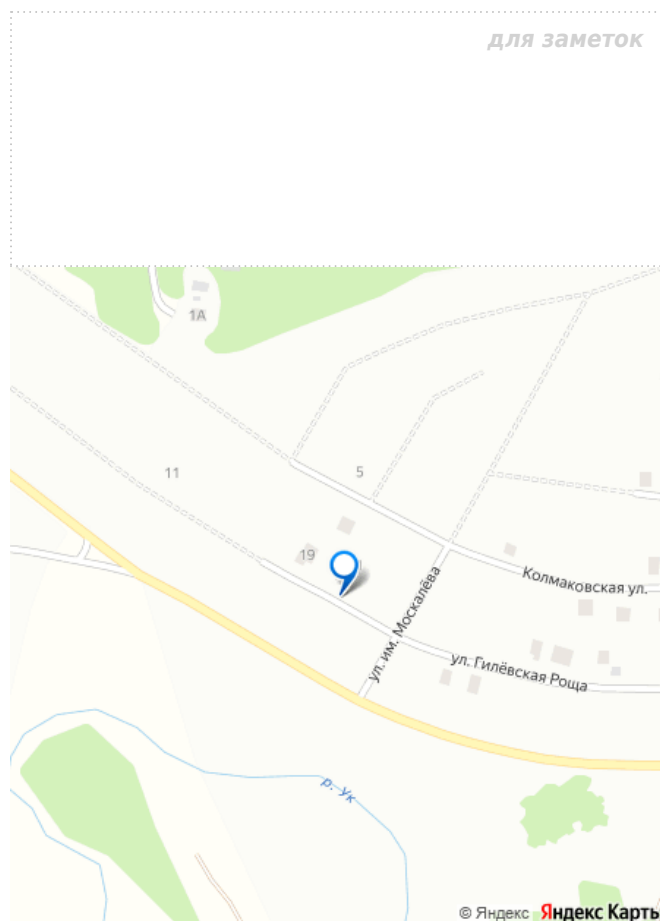 для заметок
1А
5
11
19
Колмаковская ул.
ул. им. Москалёва
ул. Гилёвская Роща
р. Ук
© Яндекс Яндекс Карты